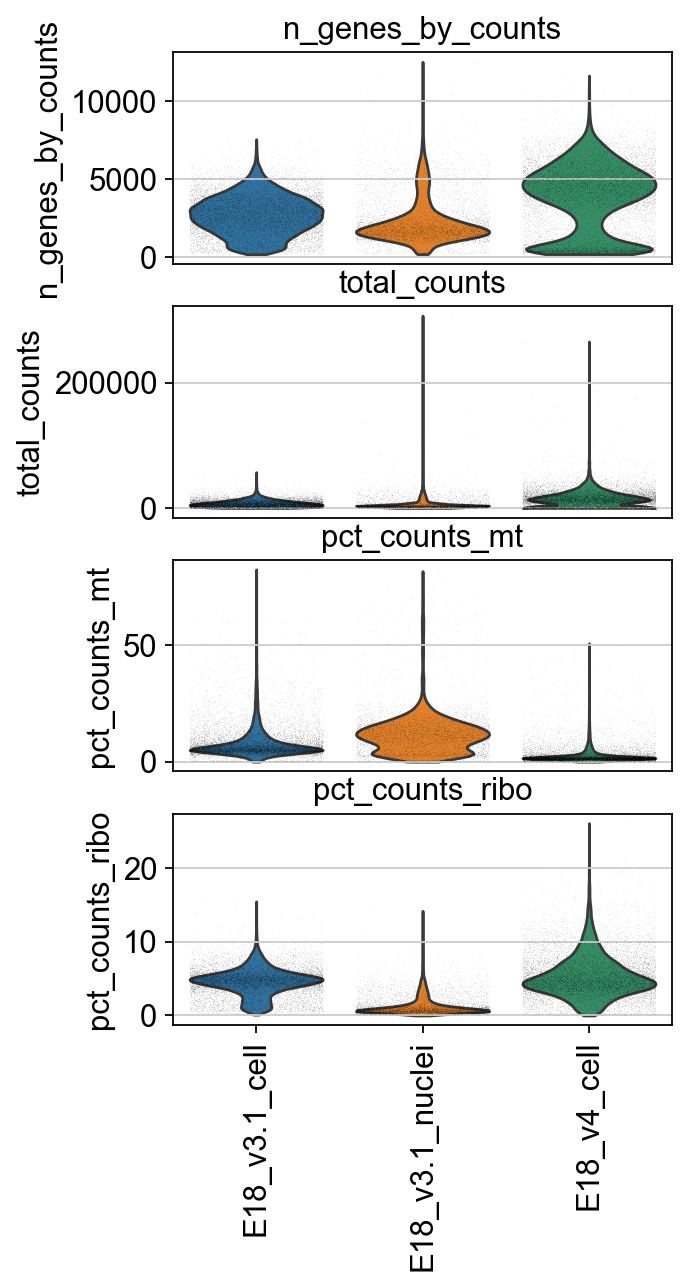 n_genes_by_counts
n_genes_by_counts
10000
5000
0
total_counts
total_counts
200000
0
pct_counts_mt
pct_counts_mt
50
0
pct_counts_ribo
pct_counts_ribo
20
10
0
E18_v3.1_cell
E18_v3.1_nuclei
E18_v4_cell